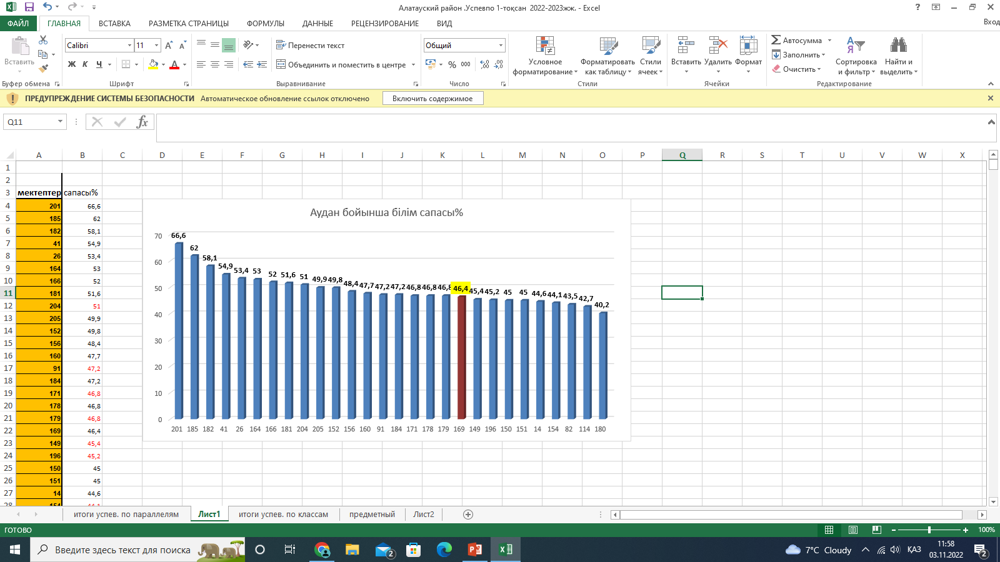 Алатауский район .Успевпо 1-тоқсан 2022-2023жж. - Excel
ФАЙЛ ГЛАВНАЯ ВСТАВКА РАЗМЕТКА СТРАНИЦЫ ФОРМУЛЫ ДАННЫЕ РЕЦЕНЗИРОВАНИЕ ВИД Вход
Вставить
Calibri 11
Ж К Ч
Перенести текст
Объединить и поместить в центре
Общий
% 000
Условное форматирование
Форматировать как таблицу
Стили ячеек
Вставить Удалить Формат
Автосумма
Заполнить
Очистить
Сортировка и фильтр
Найти и выделить
Буфер обмена Шрифт Выравнивание Число Стили Ячейки Редактирование
ПРЕДУПРЕЖДЕНИЕ СИСТЕМЫ БЕЗОПАСНОСТИ Автоматическое обновление ссылок отключено Включить содержимое
Q11 fx
A B C D E F G H I J K L M N O P Q R S T U V W X
1
2
3 мектептер сапасы%
4 201 66,6
5 185 62
6 182 58,1
7 41 54,9
8 26 53,4
9 164 53
10 166 52
11 181 51,6
12 204 51
13 205 49,9
14 152 49,8
15 156 48,4
16 160 47,7
17 91 47,2
18 184 47,2
19 171 46,8
20 178 46,8
21 179 46,8
22 169 46,4
23 149 45,4
24 196 45,2
25 150 45
26 151 45
27 14 44,6
28 154 44,1
Аудан бойынша білім сапасы%
70
60
50
40
30
20
10
0
66,6 62 58,1 54,9 53,4 53 52 51,6 51 49,9 49,8 48,4 47,7 47,2 47,2 46,8 46,8 46,8 46,4 45,4 45,2 45 45 44,6 44,1 43,5 42,7 40,2
201 185 182 41 26 164 166 181 204 205 152 156 160 91 184 171 178 179 169 149 196 150 151 14 154 82 114 180
итоги успев. по параллелям Лист1 итоги успев. по классам предметный Лист2
ГОТОВО 100%
Введите здесь текст для поиска
2
7°C Cloudy
ҚАЗ
11:58
03.11.2022
2